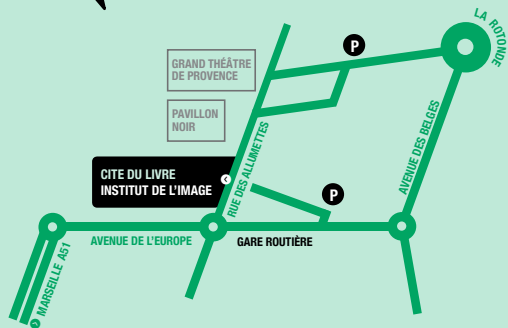 LA ROTONDE
P
GRAND THÉÂTRE
DE PROVENCE
PAVILLON
NOIR
RUE DES ALLUMETTES
AVENUE DES BELGES
CITE DU LIVRE
INSTITUT DE L'IMAGE
P
AVENUE DE L'EUROPE
GARE ROUTIÈRE
MARSEILLE A51